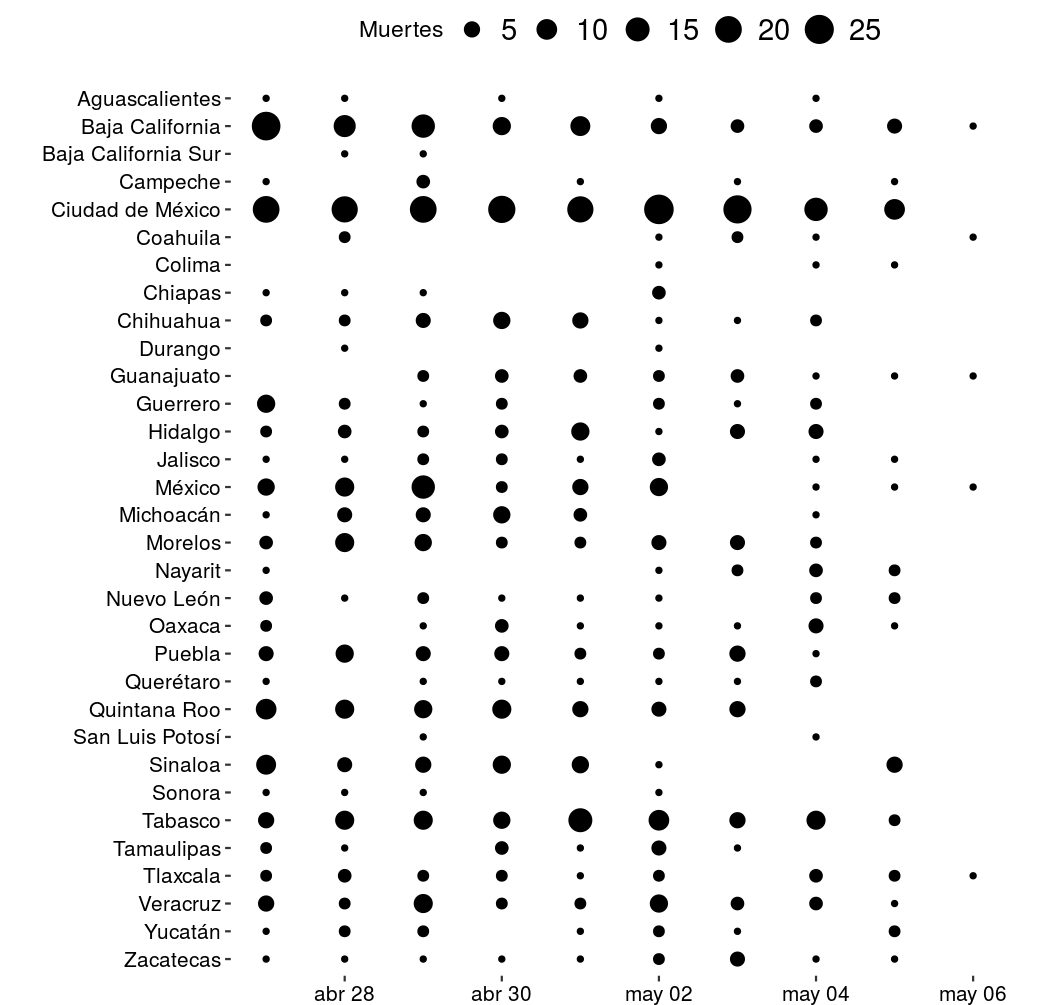 Muertes 5 10 15 20 25
Aguascalientes
Baja California
Baja California Sur
Campeche
Ciudad de México
Coahuila
Colima
Chiapas
Chihuahua
Durango
Guanajuato
Guerrero
Hidalgo
Jalisco
México
Michoacán
Morelos
Nayarit
Nuevo León
Oaxaca
Puebla
Querétaro
Quintana Roo
San Luis Potosí
Sinaloa
Sonora
Tabasco
Tamaulipas
Tlaxcala
Veracruz
Yucatán
Zacatecas
abr 28 abr 30 may 02 may 04 may 06